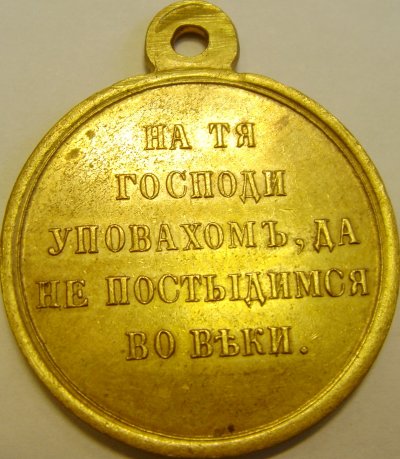 НА ТЯ
ГОСПОДИ
УПОВАХОМЪ, ДА
НЕ ПОСТЫДИМСЯ
ВО ВѢКИ.